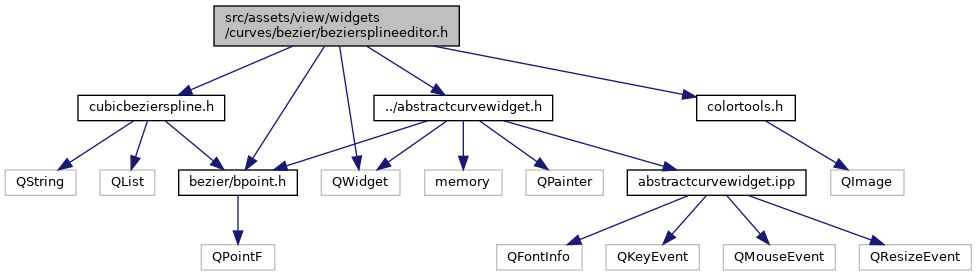 src/assets/view/widgets
/curves/bezier/beziersplineeditor.h
cubicbezierspline.h
../abstractcurvewidget.h
colortools.h
QString
QList
bezier/bpoint.h
QWidget
memory
QPainter
abstractcurvewidget.ipp
QImage
QPointF
QFontInfo
QKeyEvent
QMouseEvent
QResizeEvent